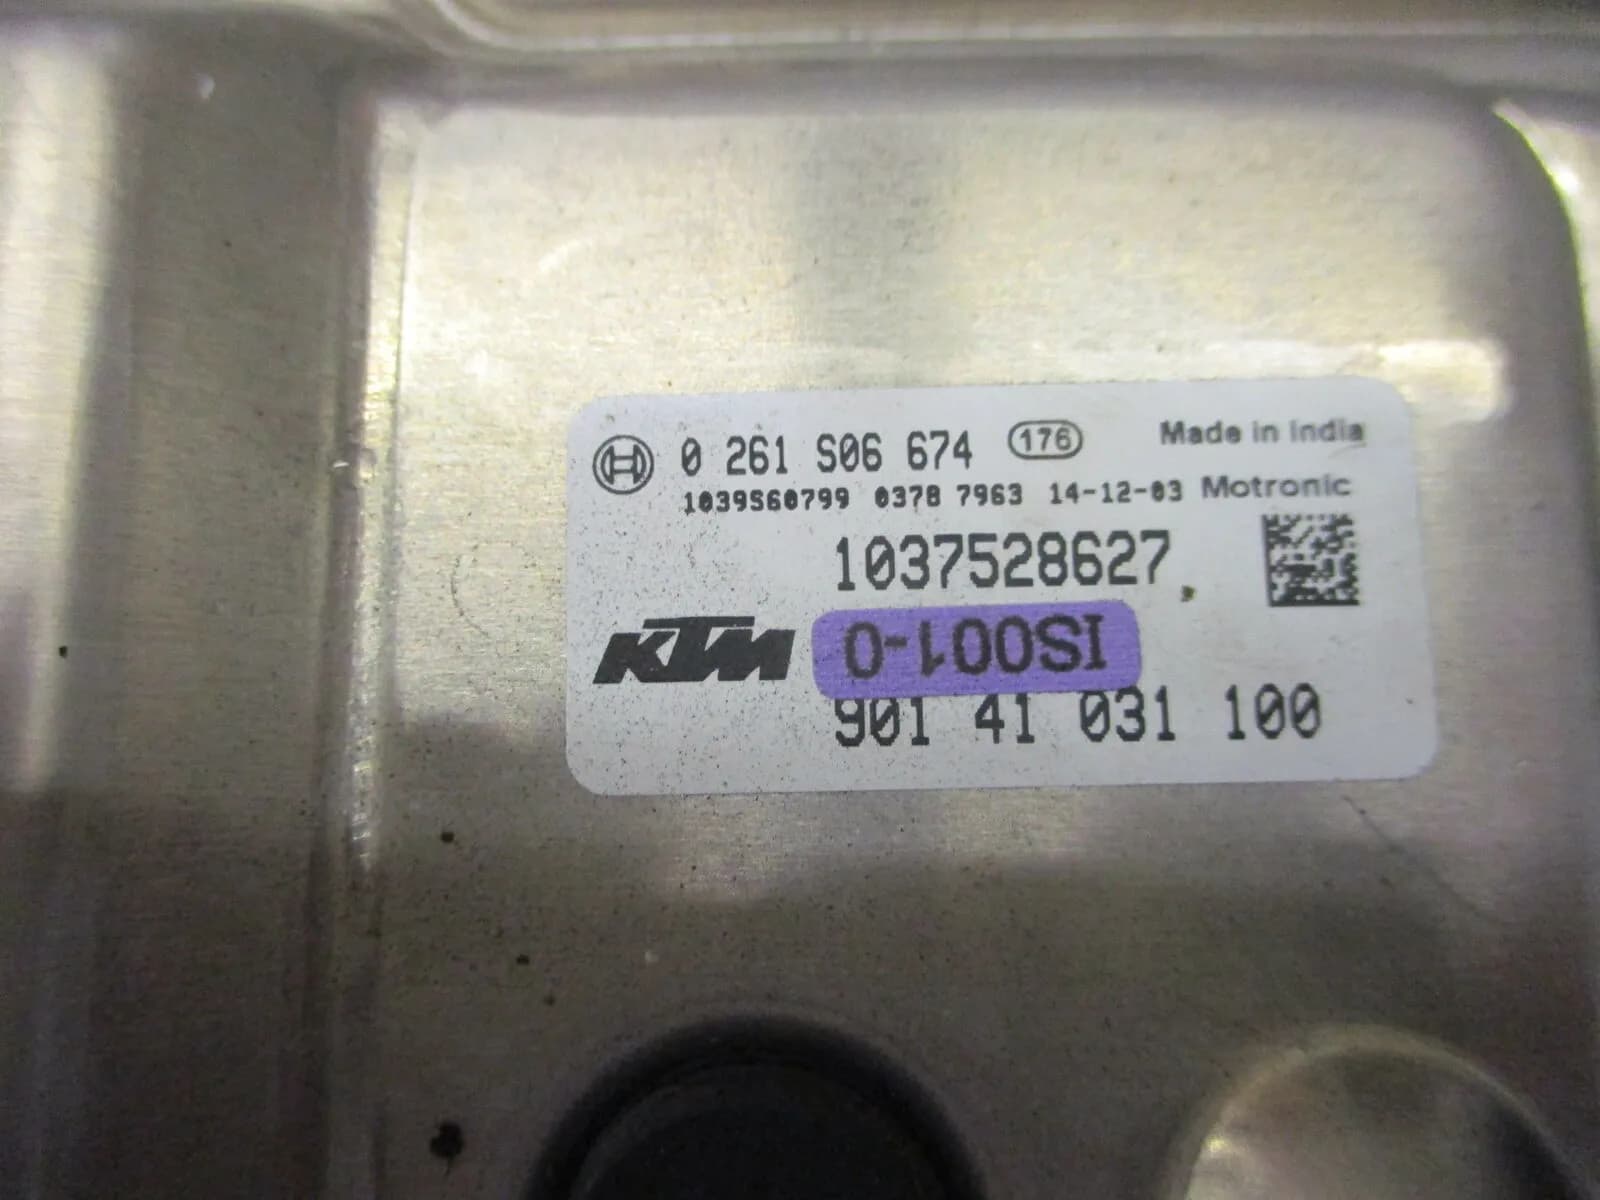 0 261 S06 674 176 Made in India
1039S60799 0378 7963 14-12-03 Motronic
1037528627
KTM IS001-0
901 41 031 100